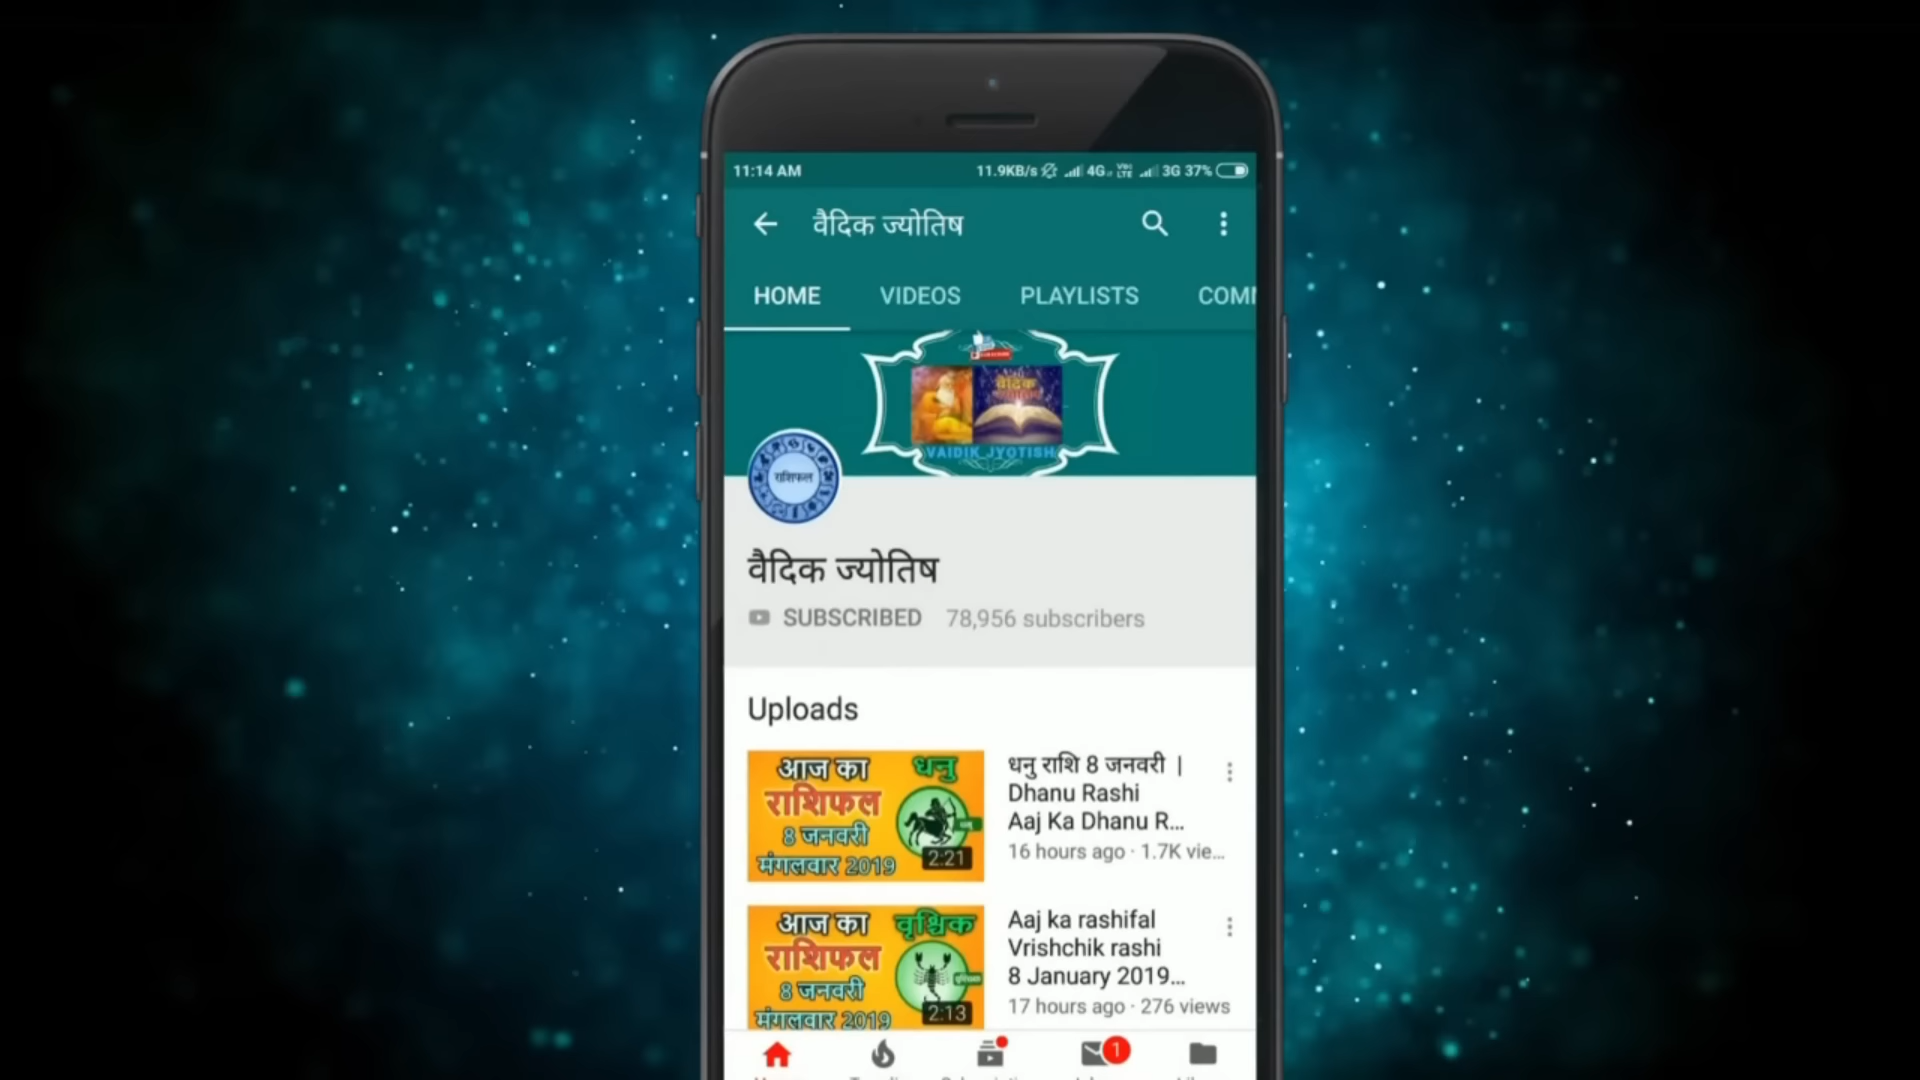 11:14 AM
11.9KB/s 4G 3G 37%
वैदिक ज्योतिष
HOME VIDEOS PLAYLISTS COMM
वैदिक
VAIDIK JYOTISH
राशिफल
वैदिक ज्योतिष
SUBSCRIBED 78,956 subscribers
Uploads
आज का धनु
राशिफल
8 जनवरी
मंगलवार 2019
2:21
धनु राशि 8 जनवरी |
Dhanu Rashi
Aaj Ka Dhanu R...
16 hours ago · 1.7K vie...
आज का वृश्चिक
राशिफल
8 जनवरी
मंगलवार 2019
2:13
Aaj ka rashifal
Vrishchik rashi
8 January 2019...
17 hours ago · 276 views
1